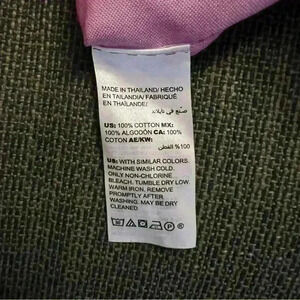 MADE IN THAILAND/ HECHO
EN TAILANDIA/ FABRIQUÉ
EN THAÏLANDE/
صنع في تايلاند
US: 100% COTTON MX:
100% ALGODÓN CA: 100%
COTON AE/KW:
100% القطن
US: WITH SIMILAR COLORS.
MACHINE WASH COLD.
ONLY NON-CHLORINE
BLEACH. TUMBLE DRY LOW.
WARM IRON. REMOVE
PROMPTLY AFTER
WASHING. MAY BE DRY
CLEANED